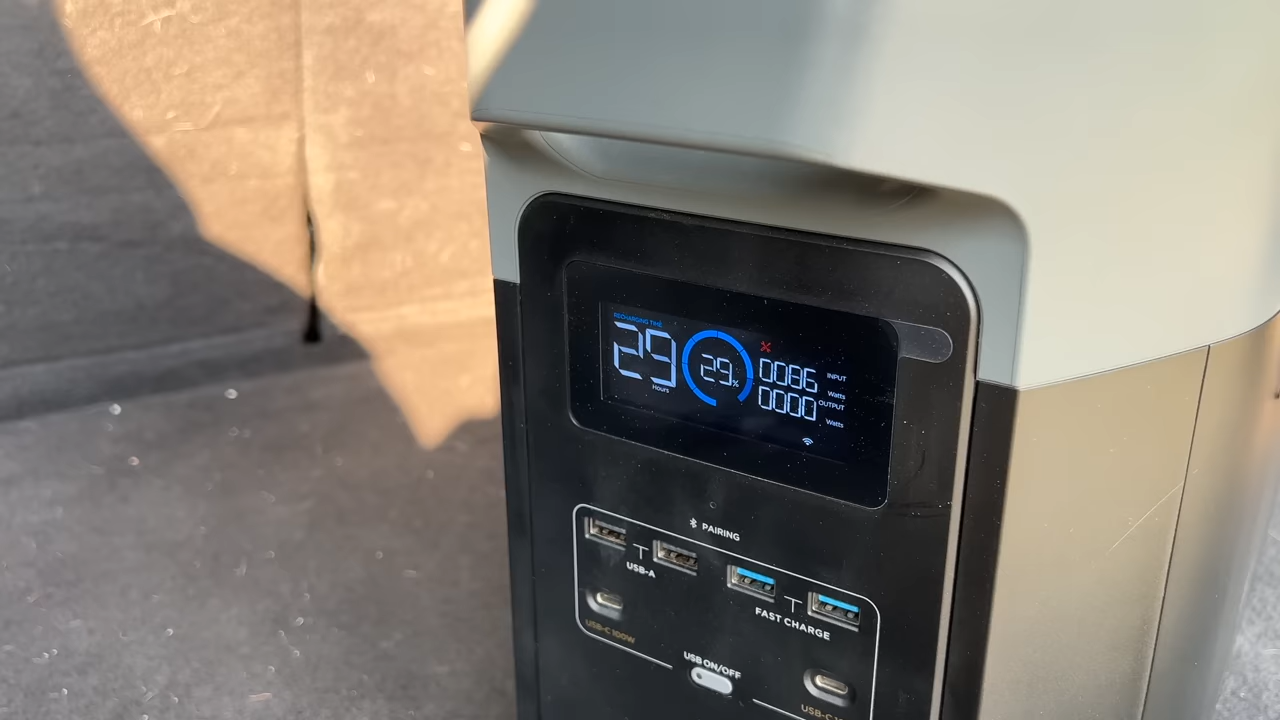 RECHARGING TIME
29
Hours
29%
0086 INPUT
Watts
0000 OUTPUT
Watts
PAIRING
USB-A
FAST CHARGE
USB-C 100W
USB ON/OFF
USB-C